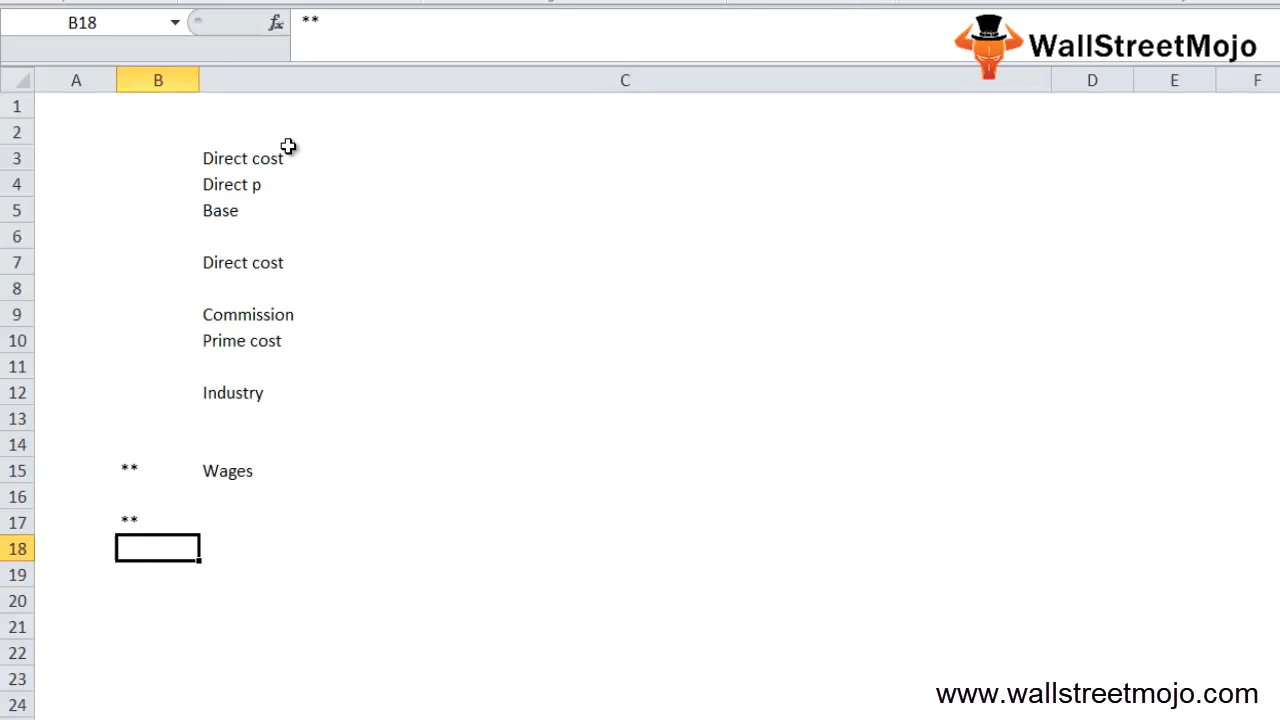 B18 fx **
WallStreetMojo
A B C D E F
1
2
3 Direct cost
4 Direct p
5 Base
6
7 Direct cost
8
9 Commission
10 Prime cost
11
12 Industry
13
14
15 ** Wages
16
17 **
18
19
20
21
22
23
24
www.wallstreetmojo.com